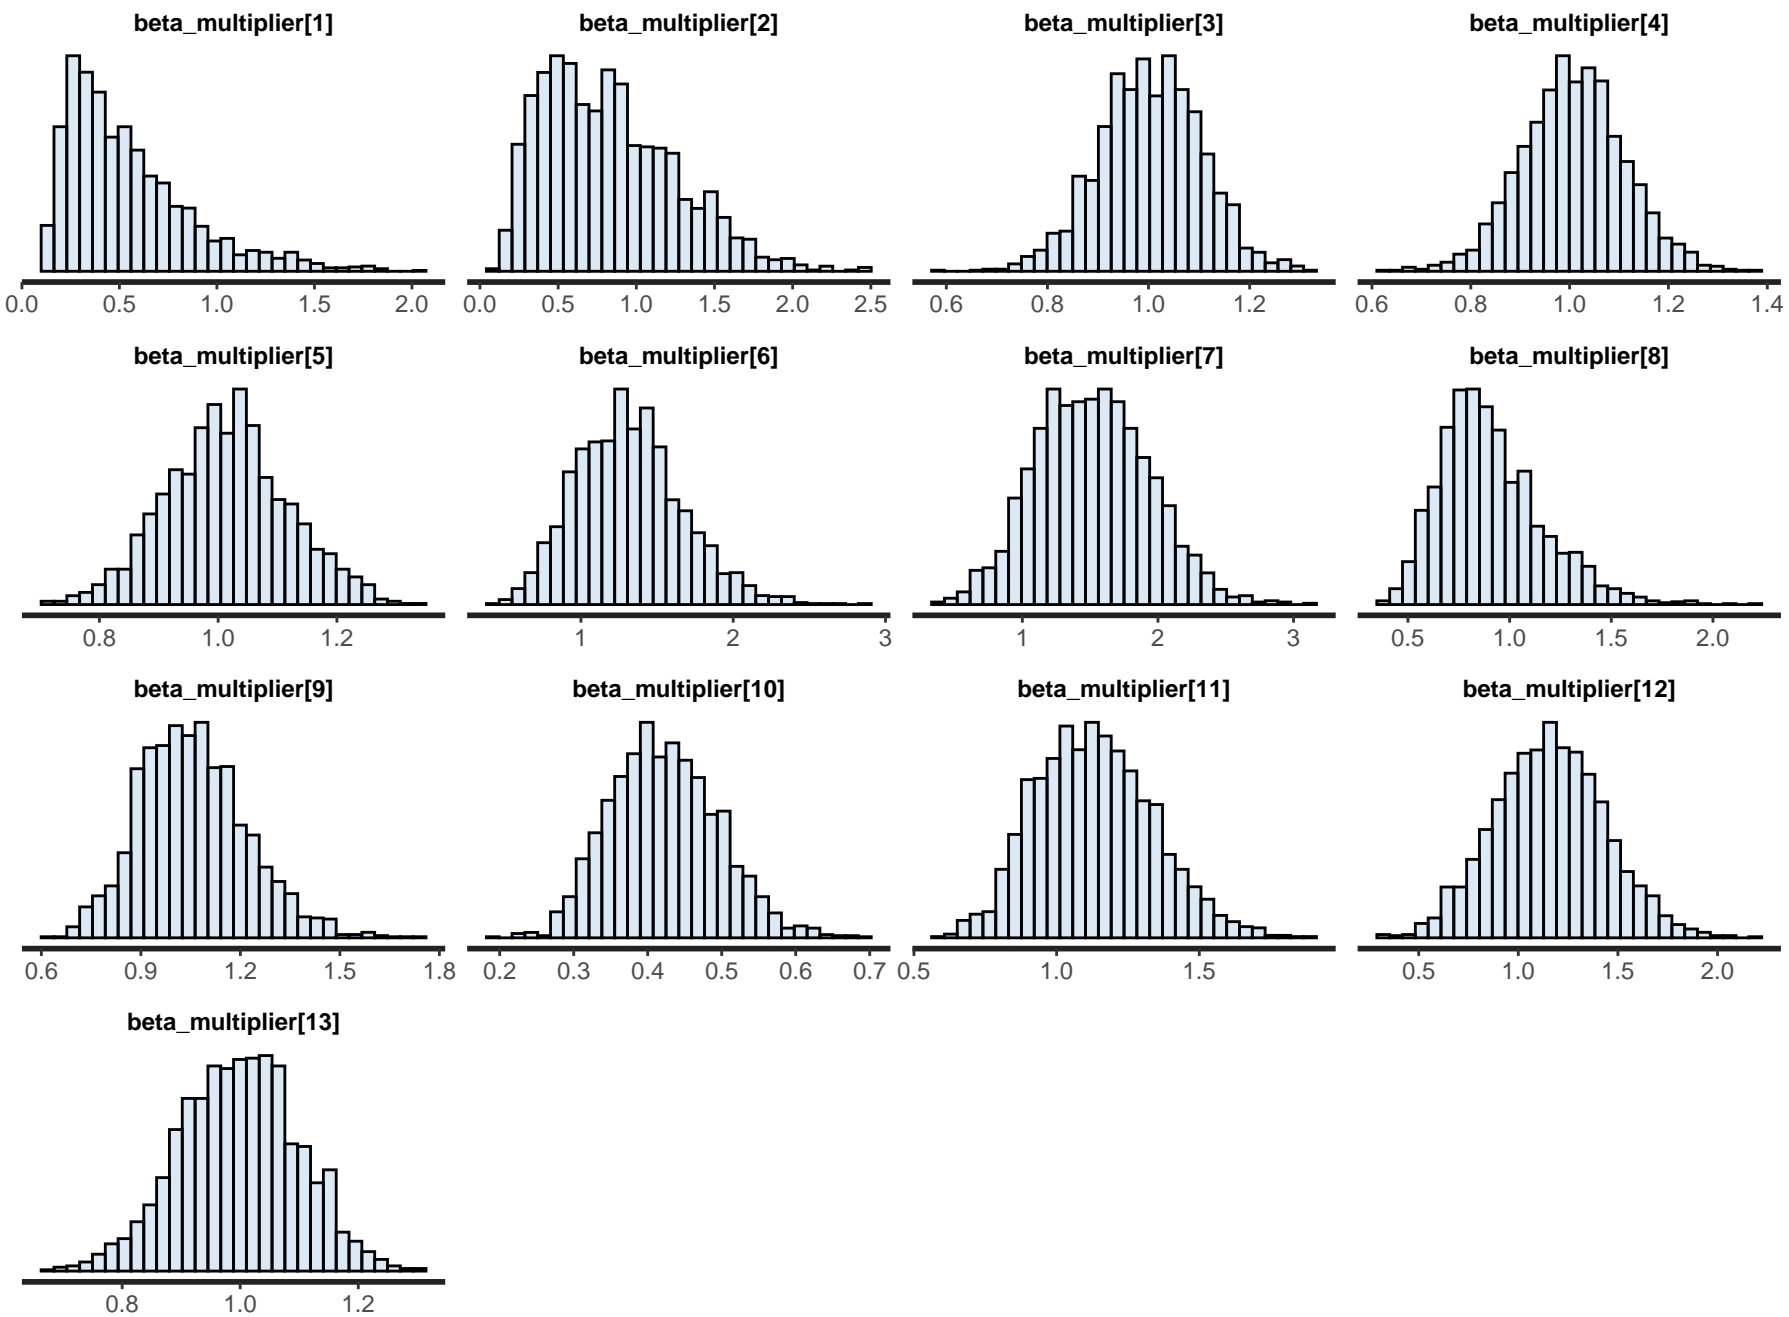 beta_multiplier[1] beta_multiplier[2] beta_multiplier[3] beta_multiplier[4]
0.0 0.5 1.0 1.5 2.0 0.0 0.5 1.0 1.5 2.0 2.5 0.6 0.8 1.0 1.2 0.6 0.8 1.0 1.2 1.4
beta_multiplier[5] beta_multiplier[6] beta_multiplier[7] beta_multiplier[8]
0.8 1.0 1.2 1 2 3 1 2 3 0.5 1.0 1.5 2.0
beta_multiplier[9] beta_multiplier[10] beta_multiplier[11] beta_multiplier[12]
0.6 0.9 1.2 1.5 1.8 0.2 0.3 0.4 0.5 0.6 0.7 0.5 1.0 1.5 0.5 1.0 1.5 2.0
beta_multiplier[13]
0.8 1.0 1.2